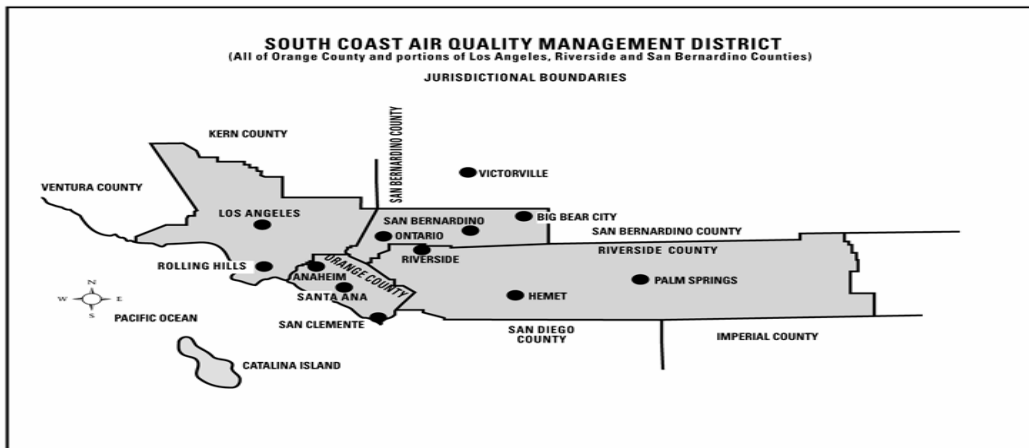 SOUTH COAST AIR QUALITY MANAGEMENT DISTRICT
(All of Orange County and portions of Los Angeles, Riverside and San Bernardino Counties)
JURISDICTIONAL BOUNDARIES
KERN COUNTY
SAN BERNARDINO COUNTY
VICTORVILLE
VENTURA COUNTY
LOS ANGELES
SAN BERNARDINO
BIG BEAR CITY
ONTARIO
SAN BERNARDINO COUNTY
RIVERSIDE COUNTY
RIVERSIDE
ROLLING HILLS
ORANGE COUNTY
ANAHEIM
PALM SPRINGS
N
W
E
S
SANTA ANA
HEMET
PACIFIC OCEAN
SAN CLEMENTE
SAN DIEGO
COUNTY
IMPERIAL COUNTY
CATALINA ISLAND